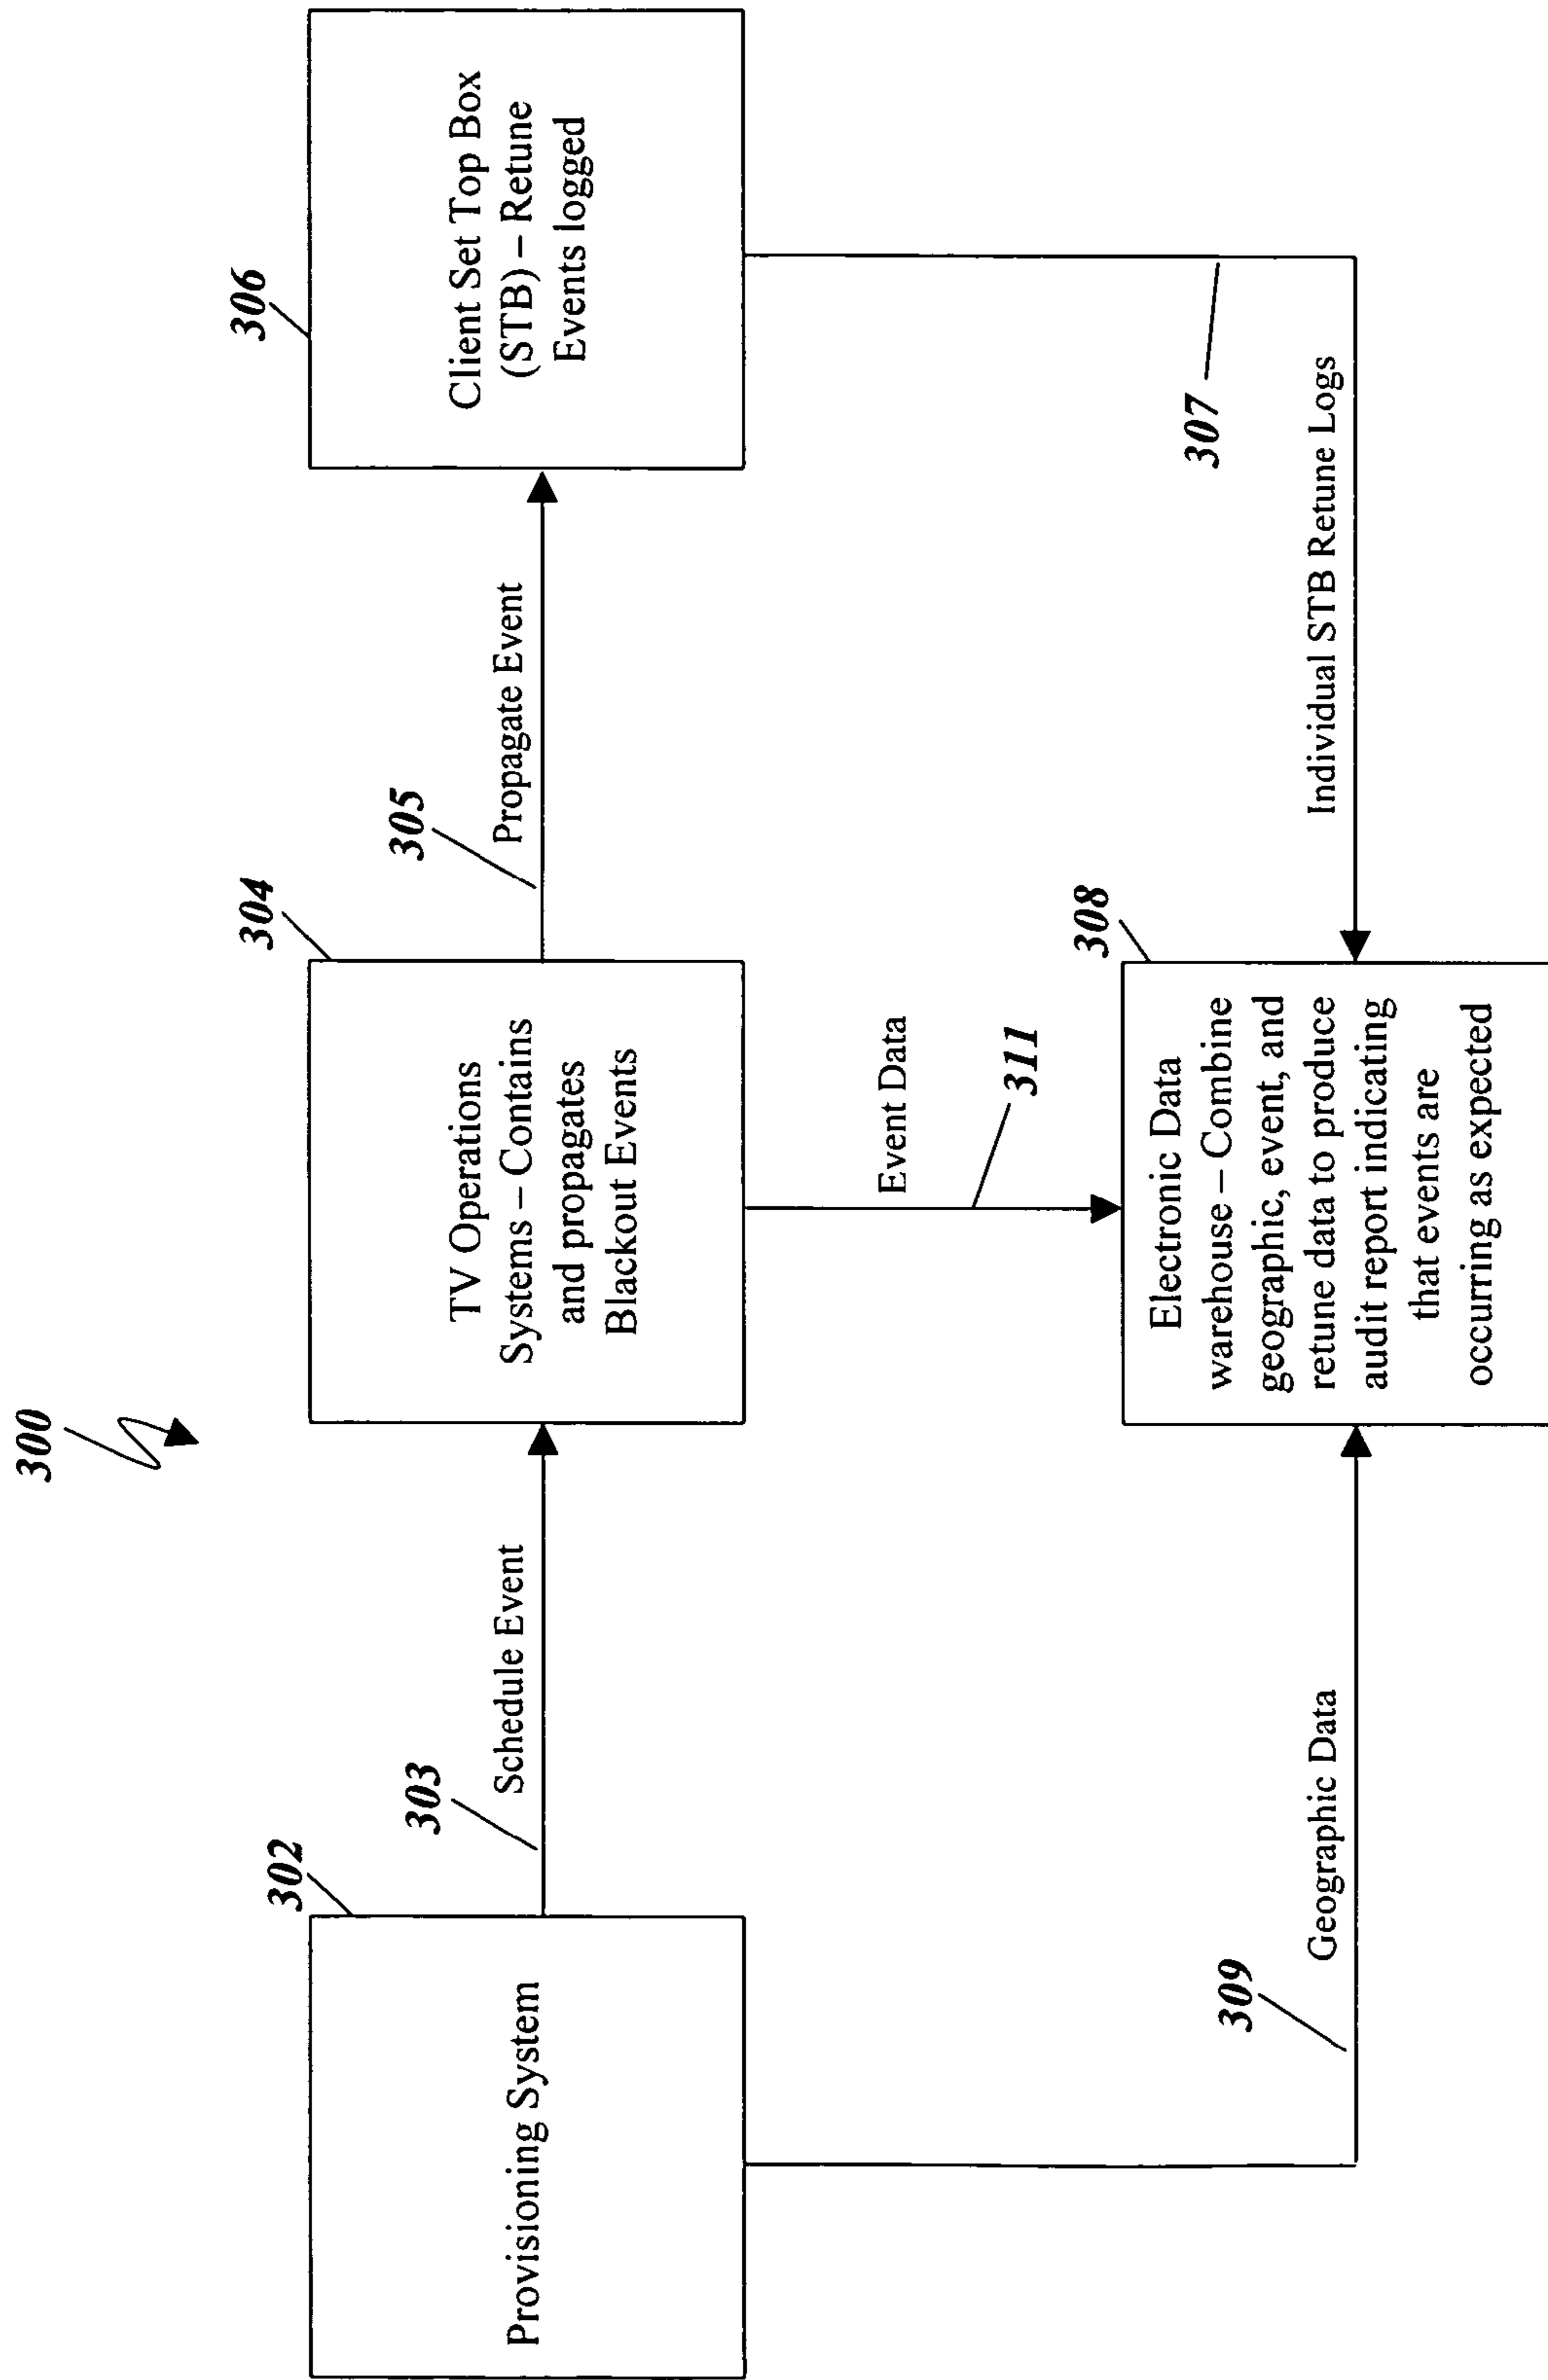 300
302
Provisioning System
303
Schedule Event
304
TV Operations
Systems – Contains
and propagates
Blackout Events
305
Propagate Event
306
Client Set Top Box
(STB) – Retune
Events logged
309
Geographic Data
Event Data
311
308
Electronic Data
warehouse – Combine
geographic, event, and
retune data to produce
audit report indicating
that events are
occurring as expected
307
Individual STB Retune Logs